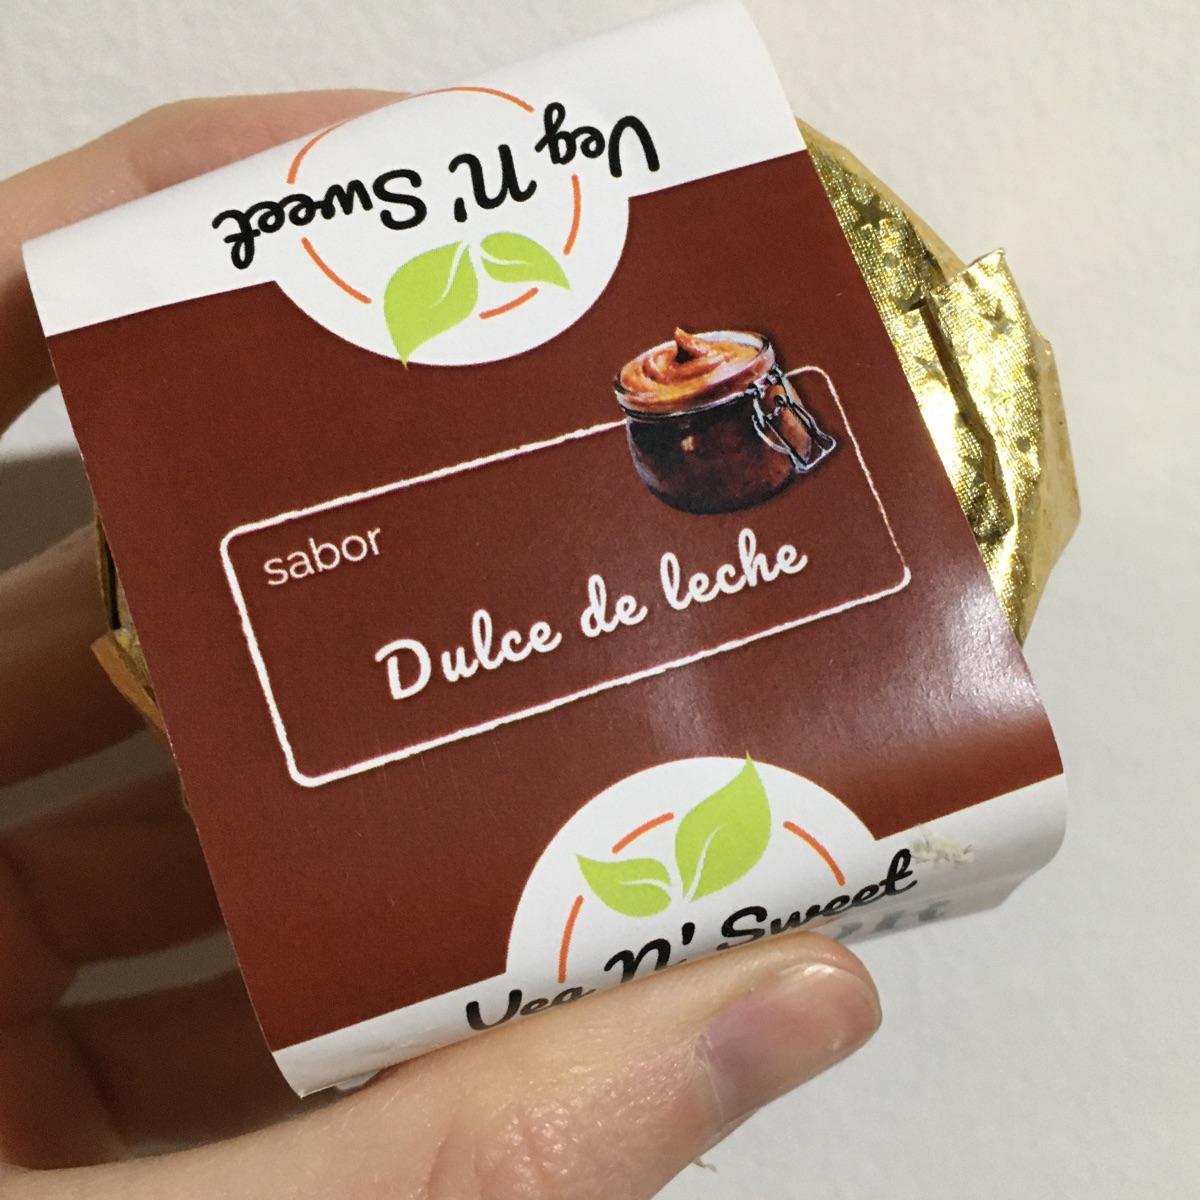 Veg N' Sweet
sabor
Dulce de leche
Veg N' Sweet